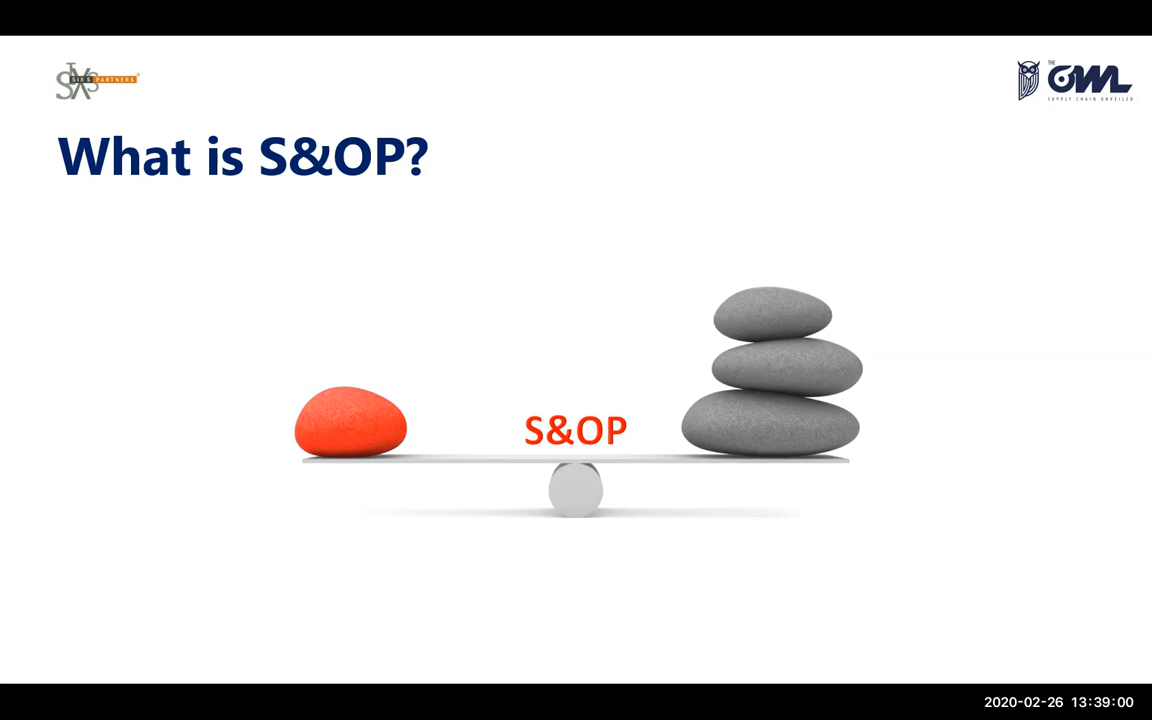 SIX S PARTNERS
THE
OWL
SUPPLY CHAIN UNVEILED
What is S&OP?
S&OP
2020-02-26 13:39:00